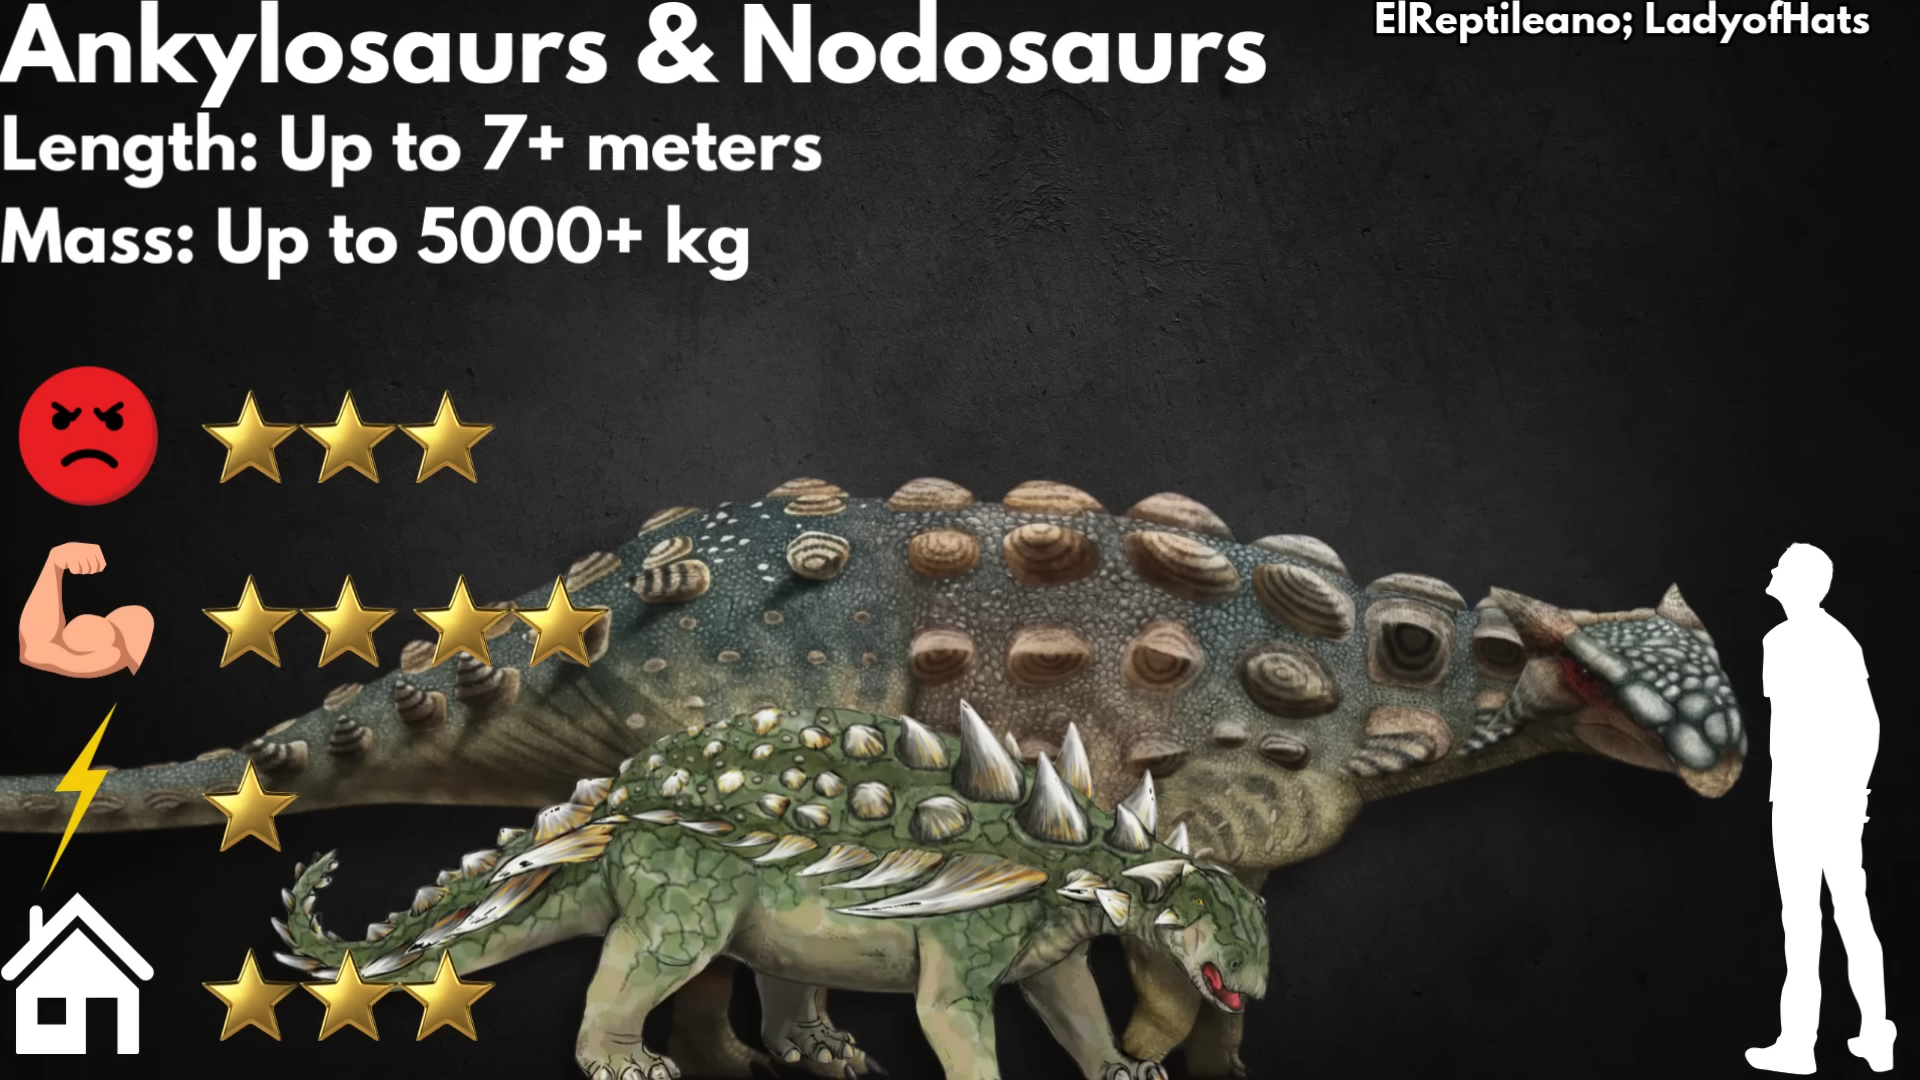 Ankylosaurs & Nodosaurs
ElReptileano; LadyofHats
Length: Up to 7+ meters
Mass: Up to 5000+ kg